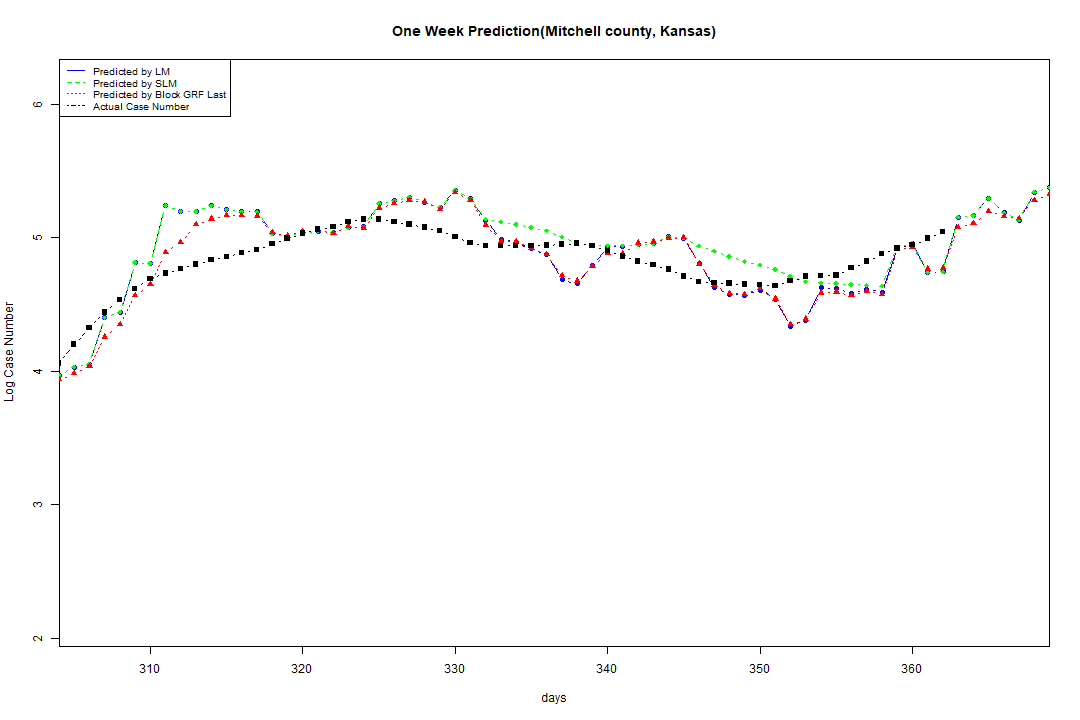 One Week Prediction(Mitchell county, Kansas)
Predicted by LM
Predicted by SLM
Predicted by Block GRF Last
Actual Case Number
6
5
4
3
2
Log Case Number
310 320 330 340 350 360
days